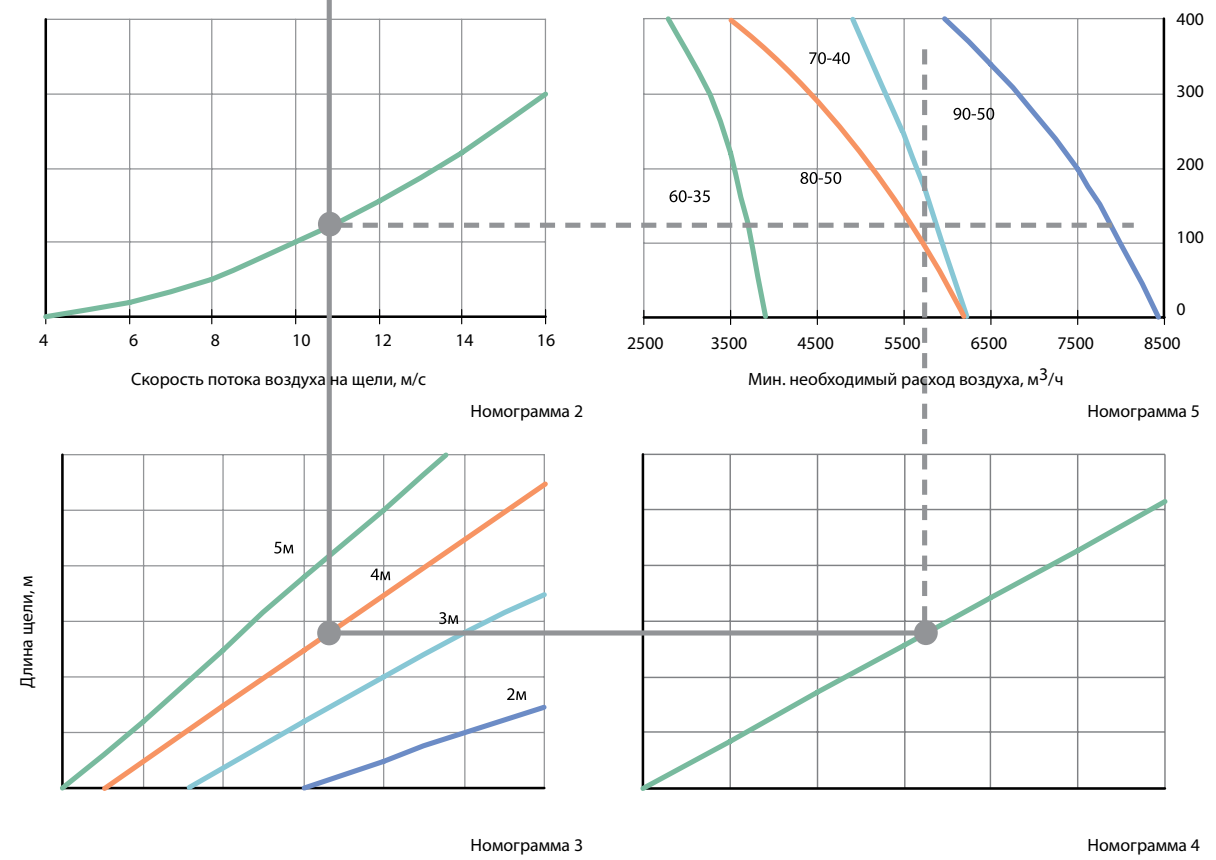 400
300
200
100
0
70-40
90-50
80-50
60-35
4 6 8 10 12 14 16
2500 3500 4500 5500 6500 7500 8500
Скорость потока воздуха на щели, м/с
Мин. необходимый расход воздуха, м3/ч
Номограмма 2
Номограмма 5
5м
4м
3м
2м
Длина щели, м
Номограмма 3
Номограмма 4